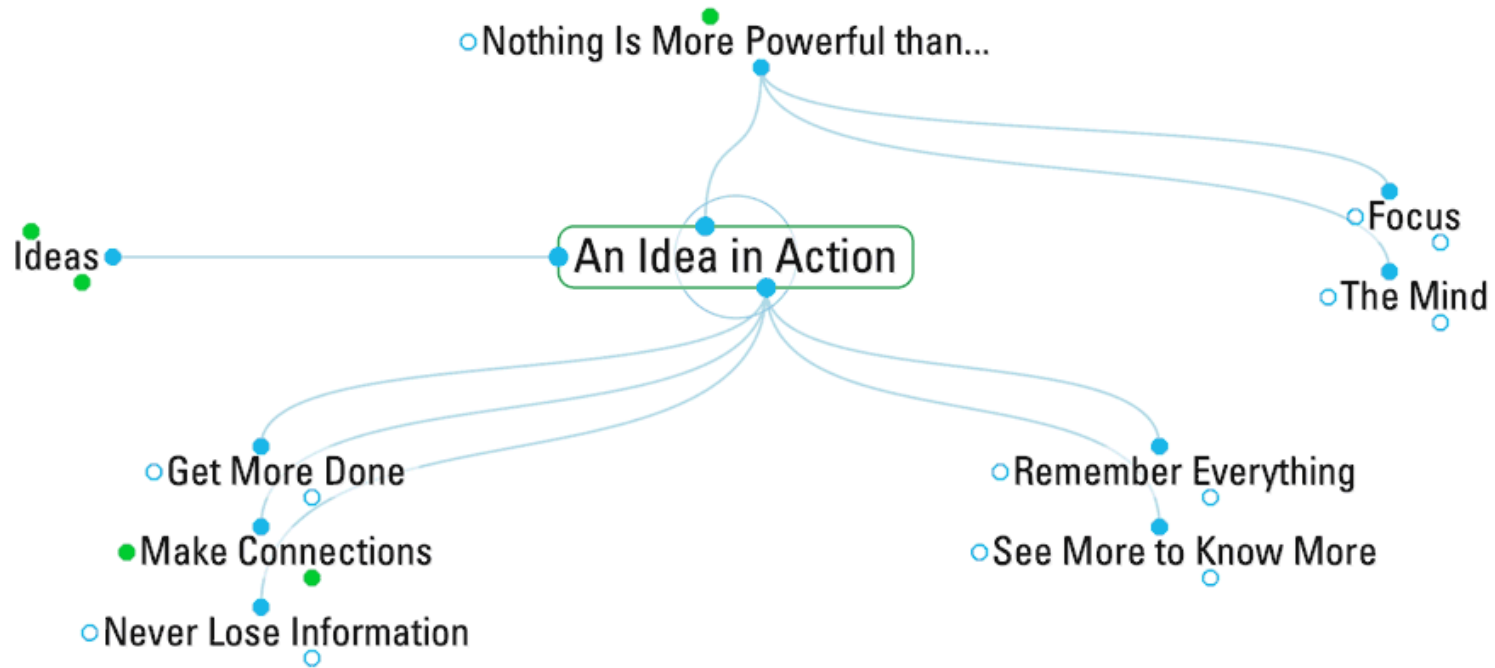 Nothing Is More Powerful than...
Focus
Ideas
An Idea in Action
The Mind
Get More Done
Remember Everything
Make Connections
See More to Know More
Never Lose Information